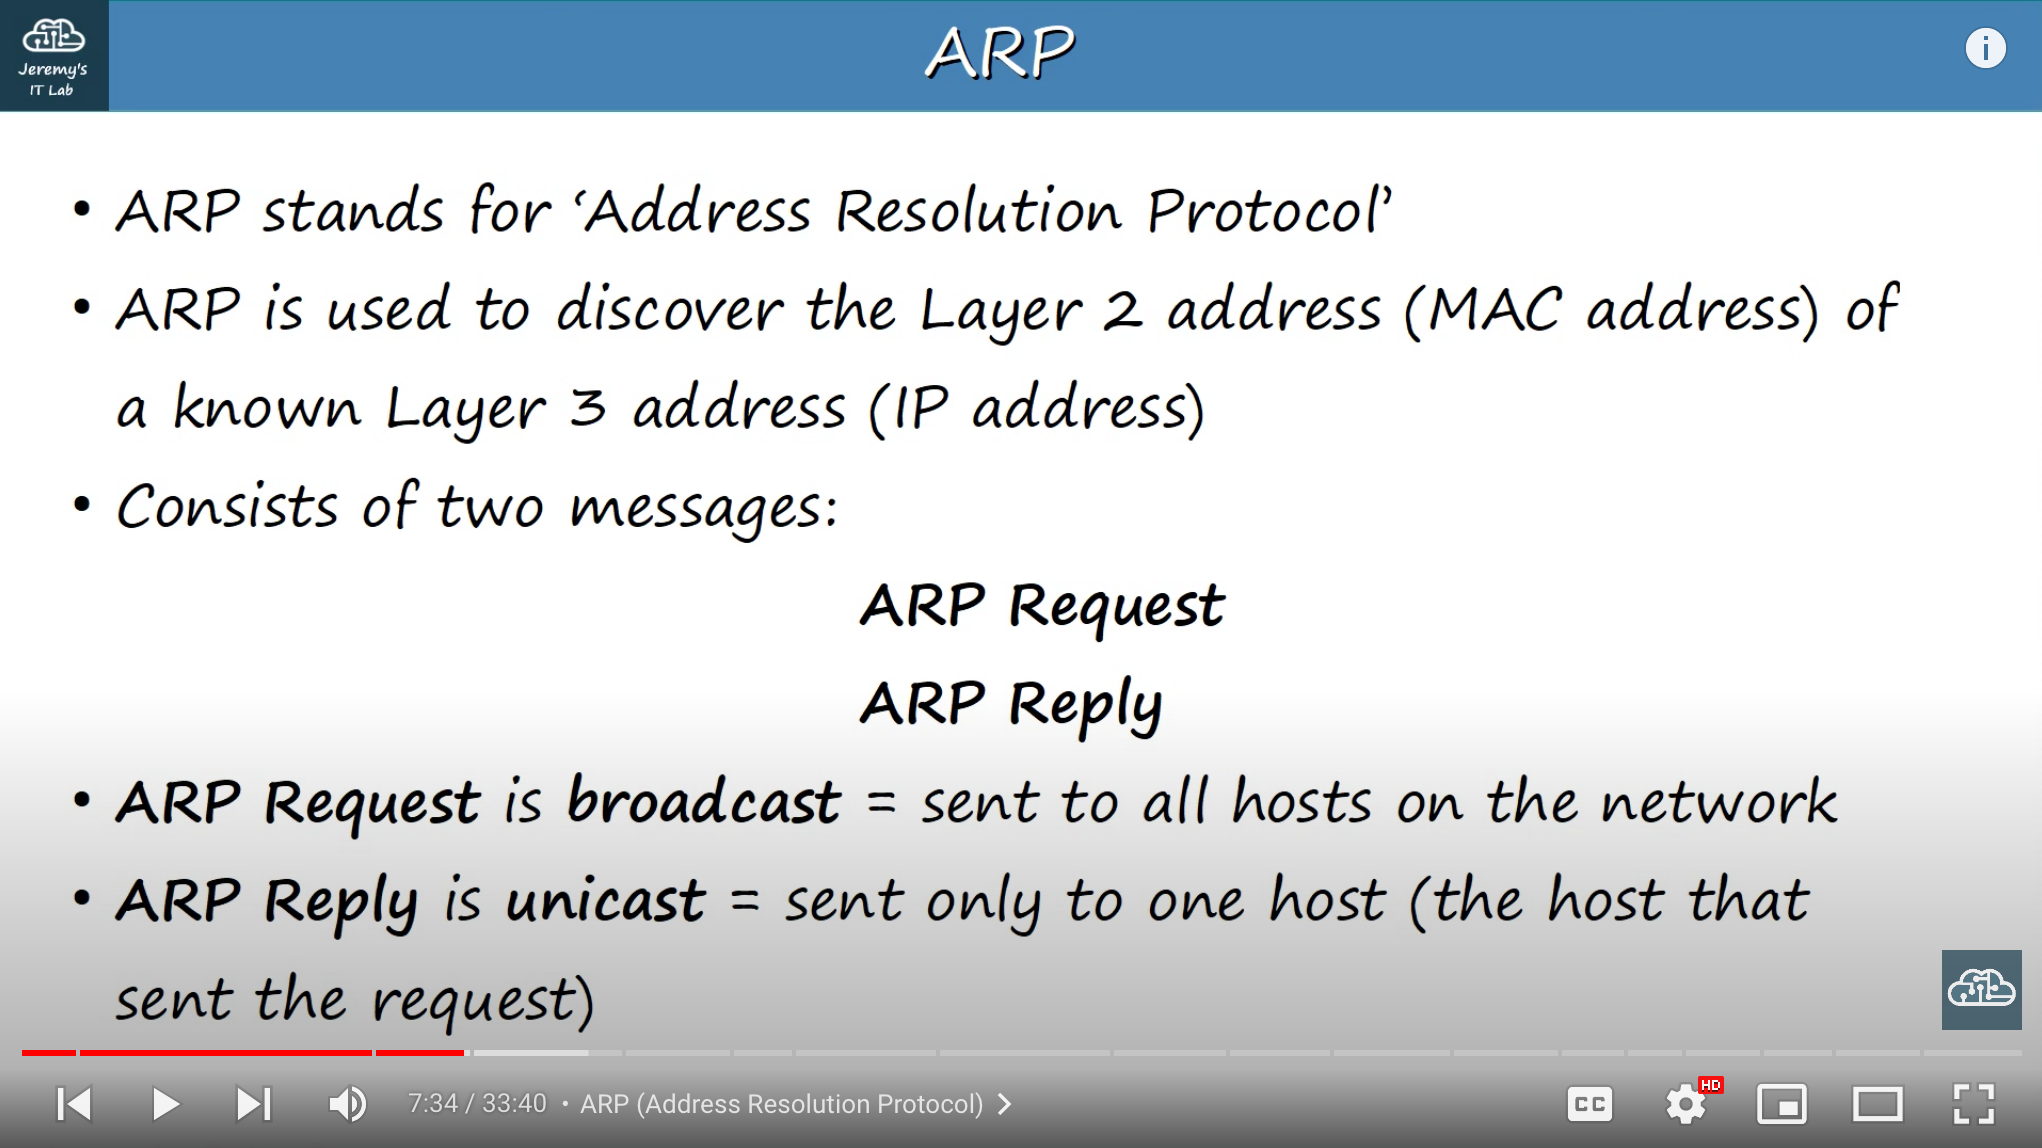 Jeremy's
IT Lab
ARP
• ARP stands for ‘Address Resolution Protocol’
• ARP is used to discover the Layer 2 address (MAC address) of
a known Layer 3 address (IP address)
• Consists of two messages:
ARP Request
ARP Reply
• ARP Request is broadcast = sent to all hosts on the network
• ARP Reply is unicast = sent only to one host (the host that
sent the request)
7:34 / 33:40 • ARP (Address Resolution Protocol)
CC
HD